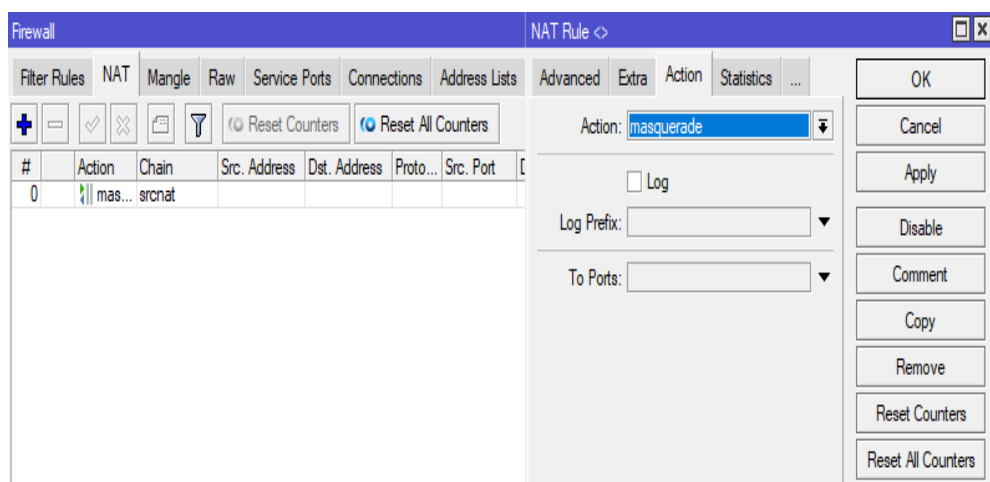 Firewall
NAT Rule <>
Filter Rules NAT Mangle Raw Service Ports Connections Address Lists
Advanced Extra Action Statistics ...
OK
Reset Counters Reset All Counters
Action: masquerade
Cancel
# Action Chain Src. Address Dst. Address Proto... Src. Port D
Log
Apply
0 mas... srcnat
Log Prefix:
Disable
To Ports:
Comment
Copy
Remove
Reset Counters
Reset All Counters